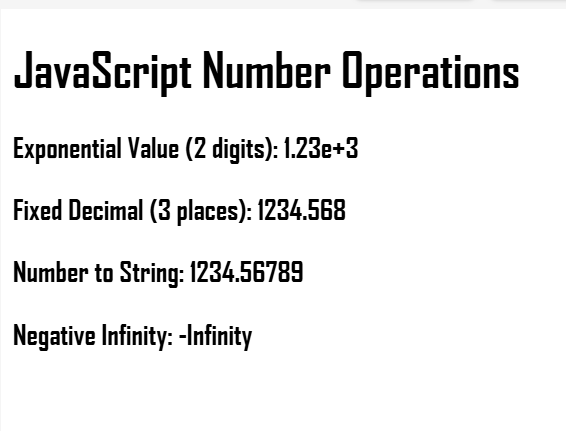 JavaScript Number Operations
Exponential Value (2 digits): 1.23e+3
Fixed Decimal (3 places): 1234.568
Number to String: 1234.56789
Negative Infinity: -Infinity